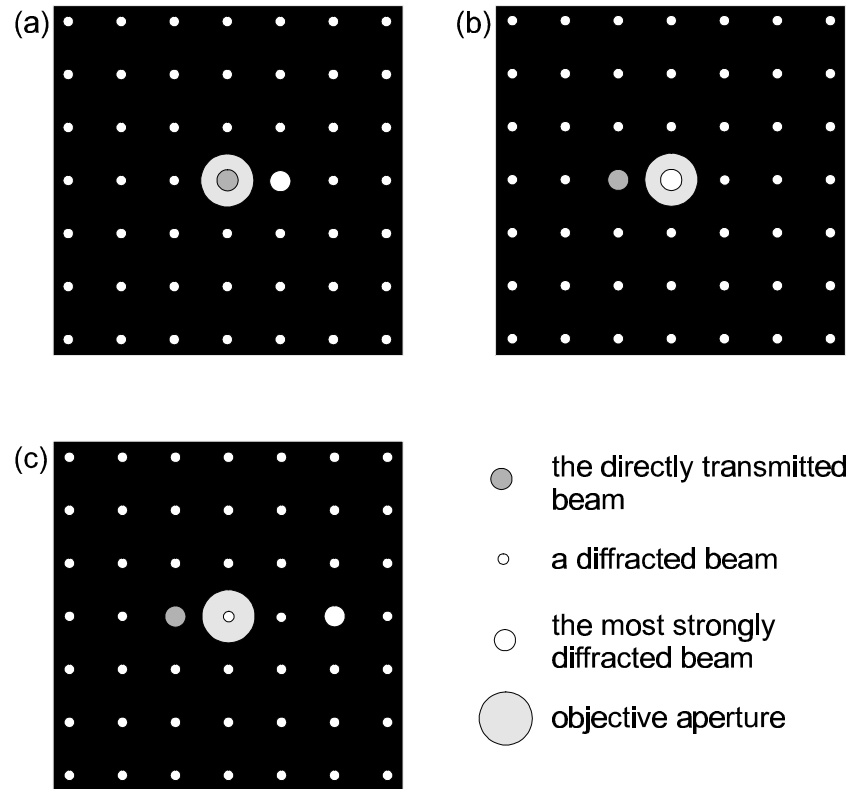 (a)
(b)
(c)
the directly transmitted
beam
a diffracted beam
the most strongly
diffracted beam
objective aperture